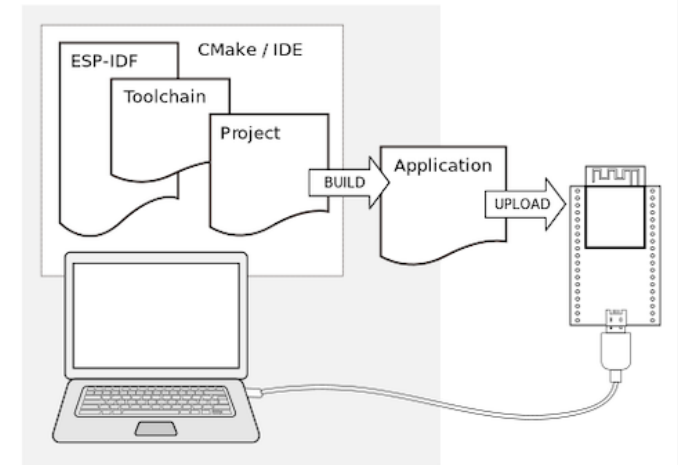 ESP-IDF
CMake / IDE
Toolchain
Project
BUILD
Application
UPLOAD